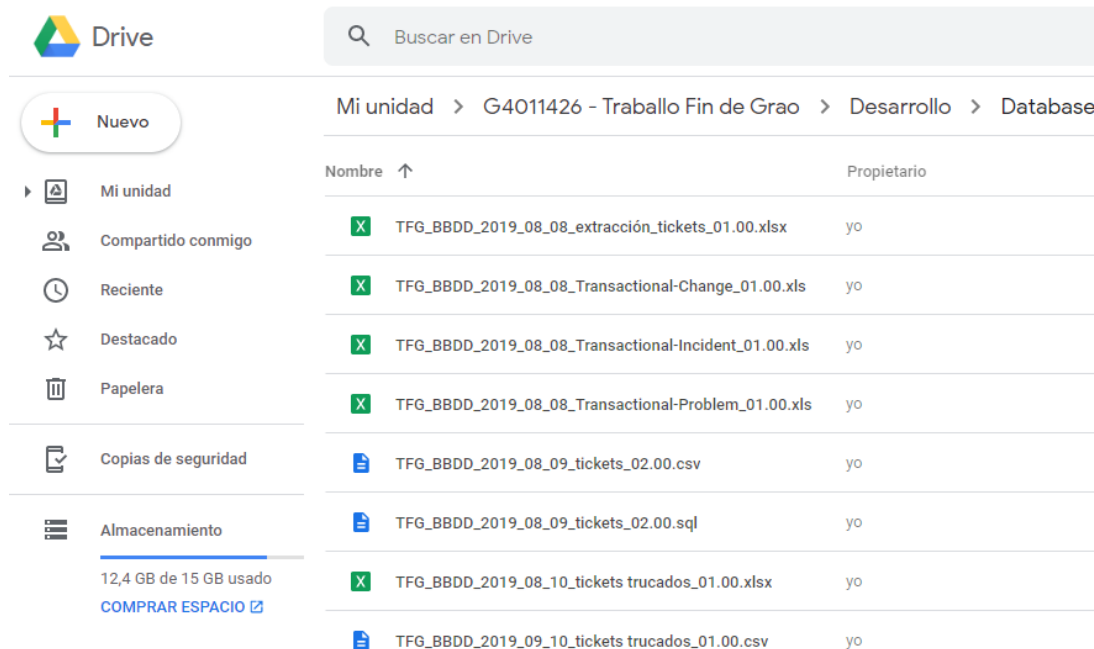 Drive
Buscar en Drive
Nuevo
Mi unidad > G4011426 - Traballo Fin de Grao > Desarrollo > Database
Nombre ↑ Propietario
Mi unidad
Compartido conmigo
Reciente
Destacado
Papelera
Copias de seguridad
Almacenamiento
12,4 GB de 15 GB usado
COMPRAR ESPACIO
TFG_BBDD_2019_08_08_extracción_tickets_01.00.xlsx yo
TFG_BBDD_2019_08_08_Transactional-Change_01.00.xls yo
TFG_BBDD_2019_08_08_Transactional-Incident_01.00.xls yo
TFG_BBDD_2019_08_08_Transactional-Problem_01.00.xls yo
TFG_BBDD_2019_08_09_tickets_02.00.csv yo
TFG_BBDD_2019_08_09_tickets_02.00.sql yo
TFG_BBDD_2019_08_10_tickets trucados_01.00.xlsx yo
TFG_BBDD_2019_09_10_tickets trucados_01.00.csv yo